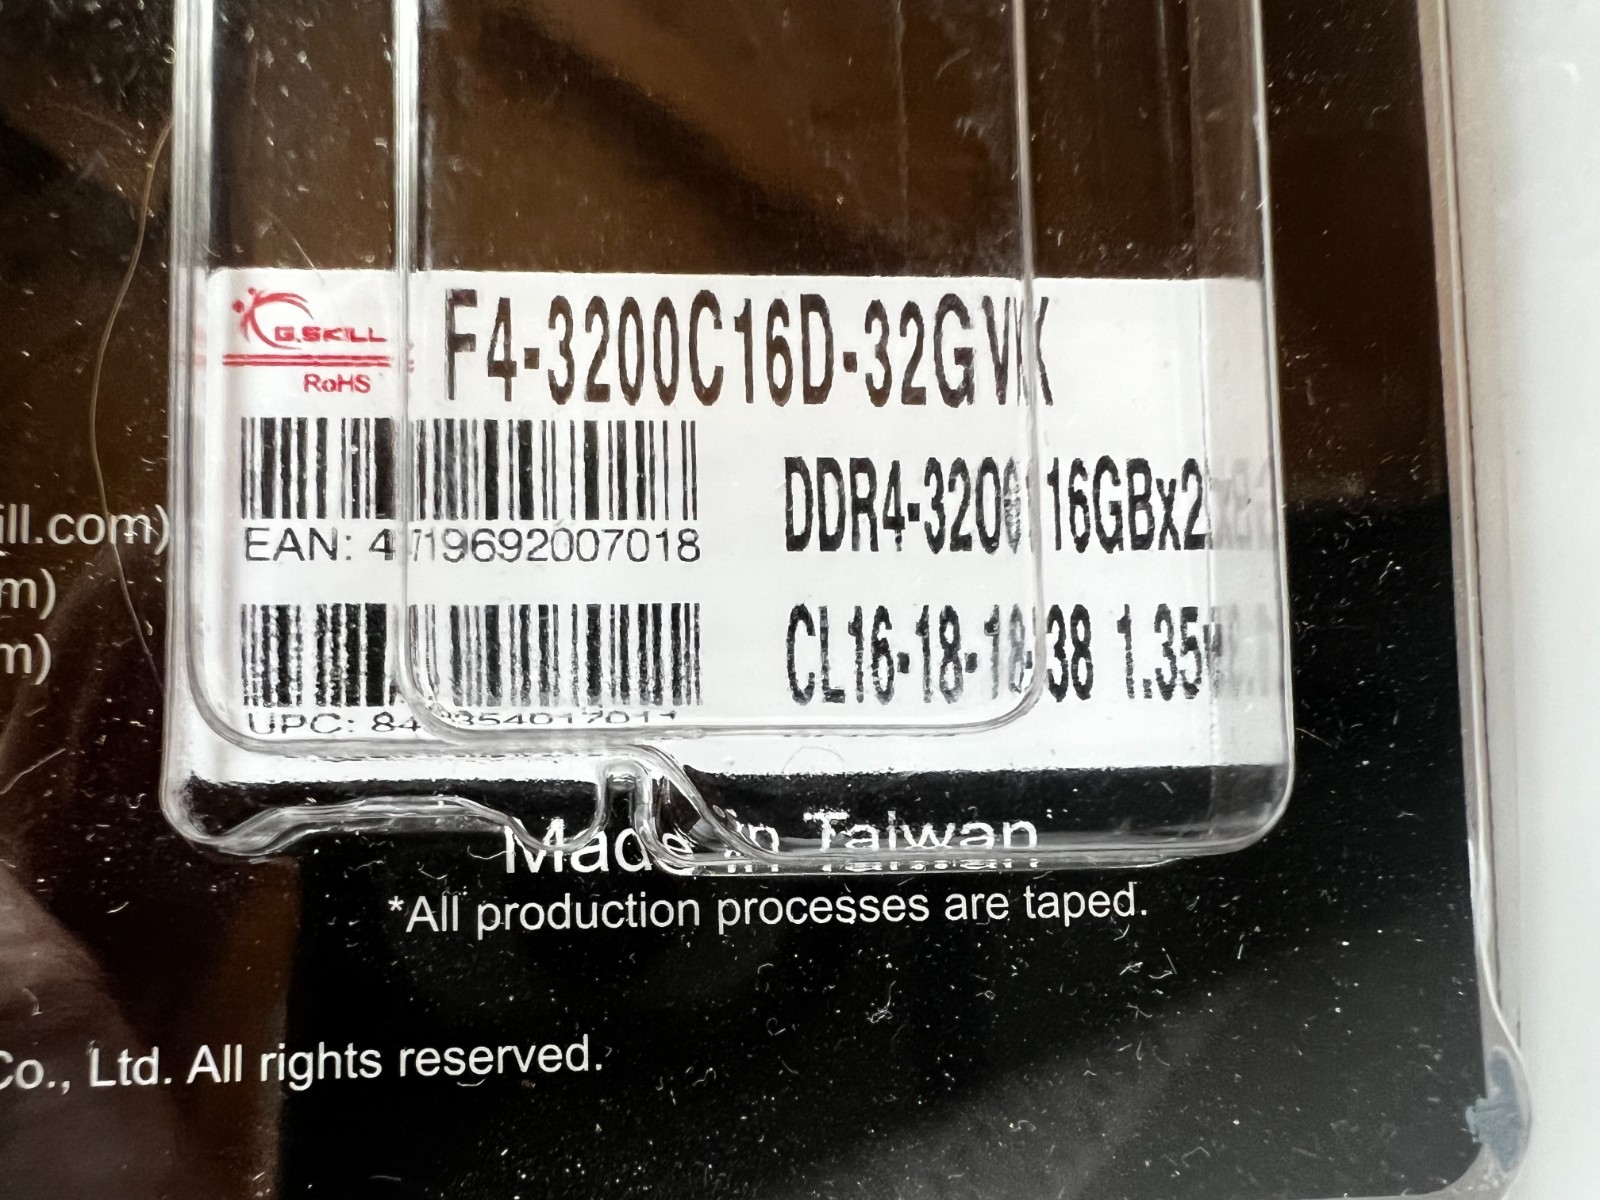 G.SKILL
RoHS
F4-3200C16D-32GVK
EAN: 4719692007018
DDR4-3200 16GBx2
CL16-18-18-38 1.35v
UPC:
ill.com)
m)
m)
Made in Taiwan
*All production processes are taped.
Co., Ltd. All rights reserved.